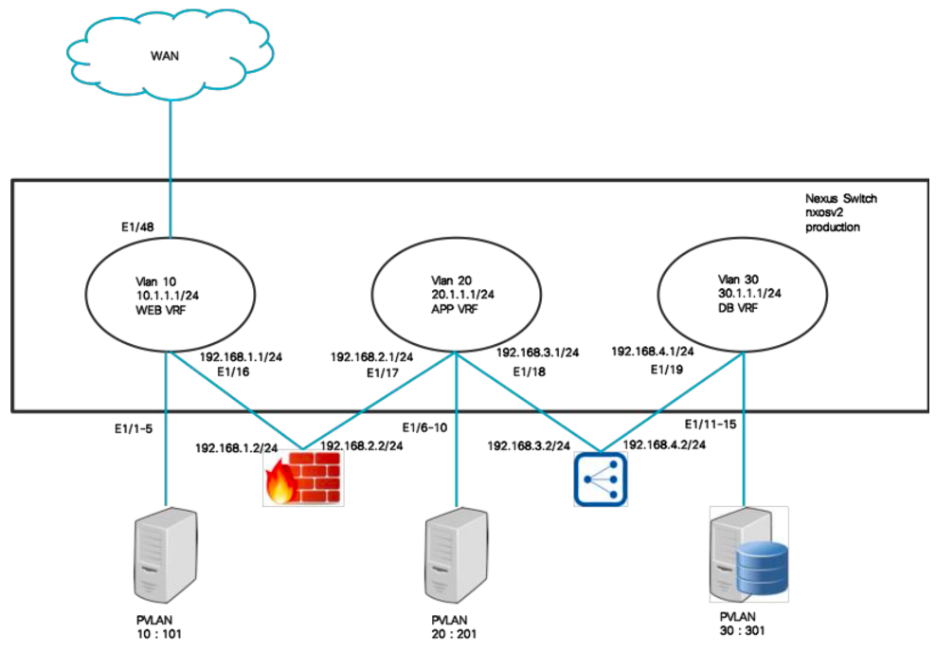 WAN
Nexus Switch
nxosv2
production
E1/48
Vlan 10
10.1.1.1/24
WEB VRF
Vlan 20
20.1.1.1/24
APP VRF
Vlan 30
30.1.1.1/24
DB VRF
192.168.1.1/24
E1/16
192.168.2.1/24
E1/17
192.168.3.1/24
E1/18
192.168.4.1/24
E1/19
E1/1-5
192.168.1.2/24
192.168.2.2/24
E1/6-10
192.168.3.2/24
192.168.4.2/24
E1/11-15
PVLAN
10 : 101
PVLAN
20 : 201
PVLAN
30 : 301